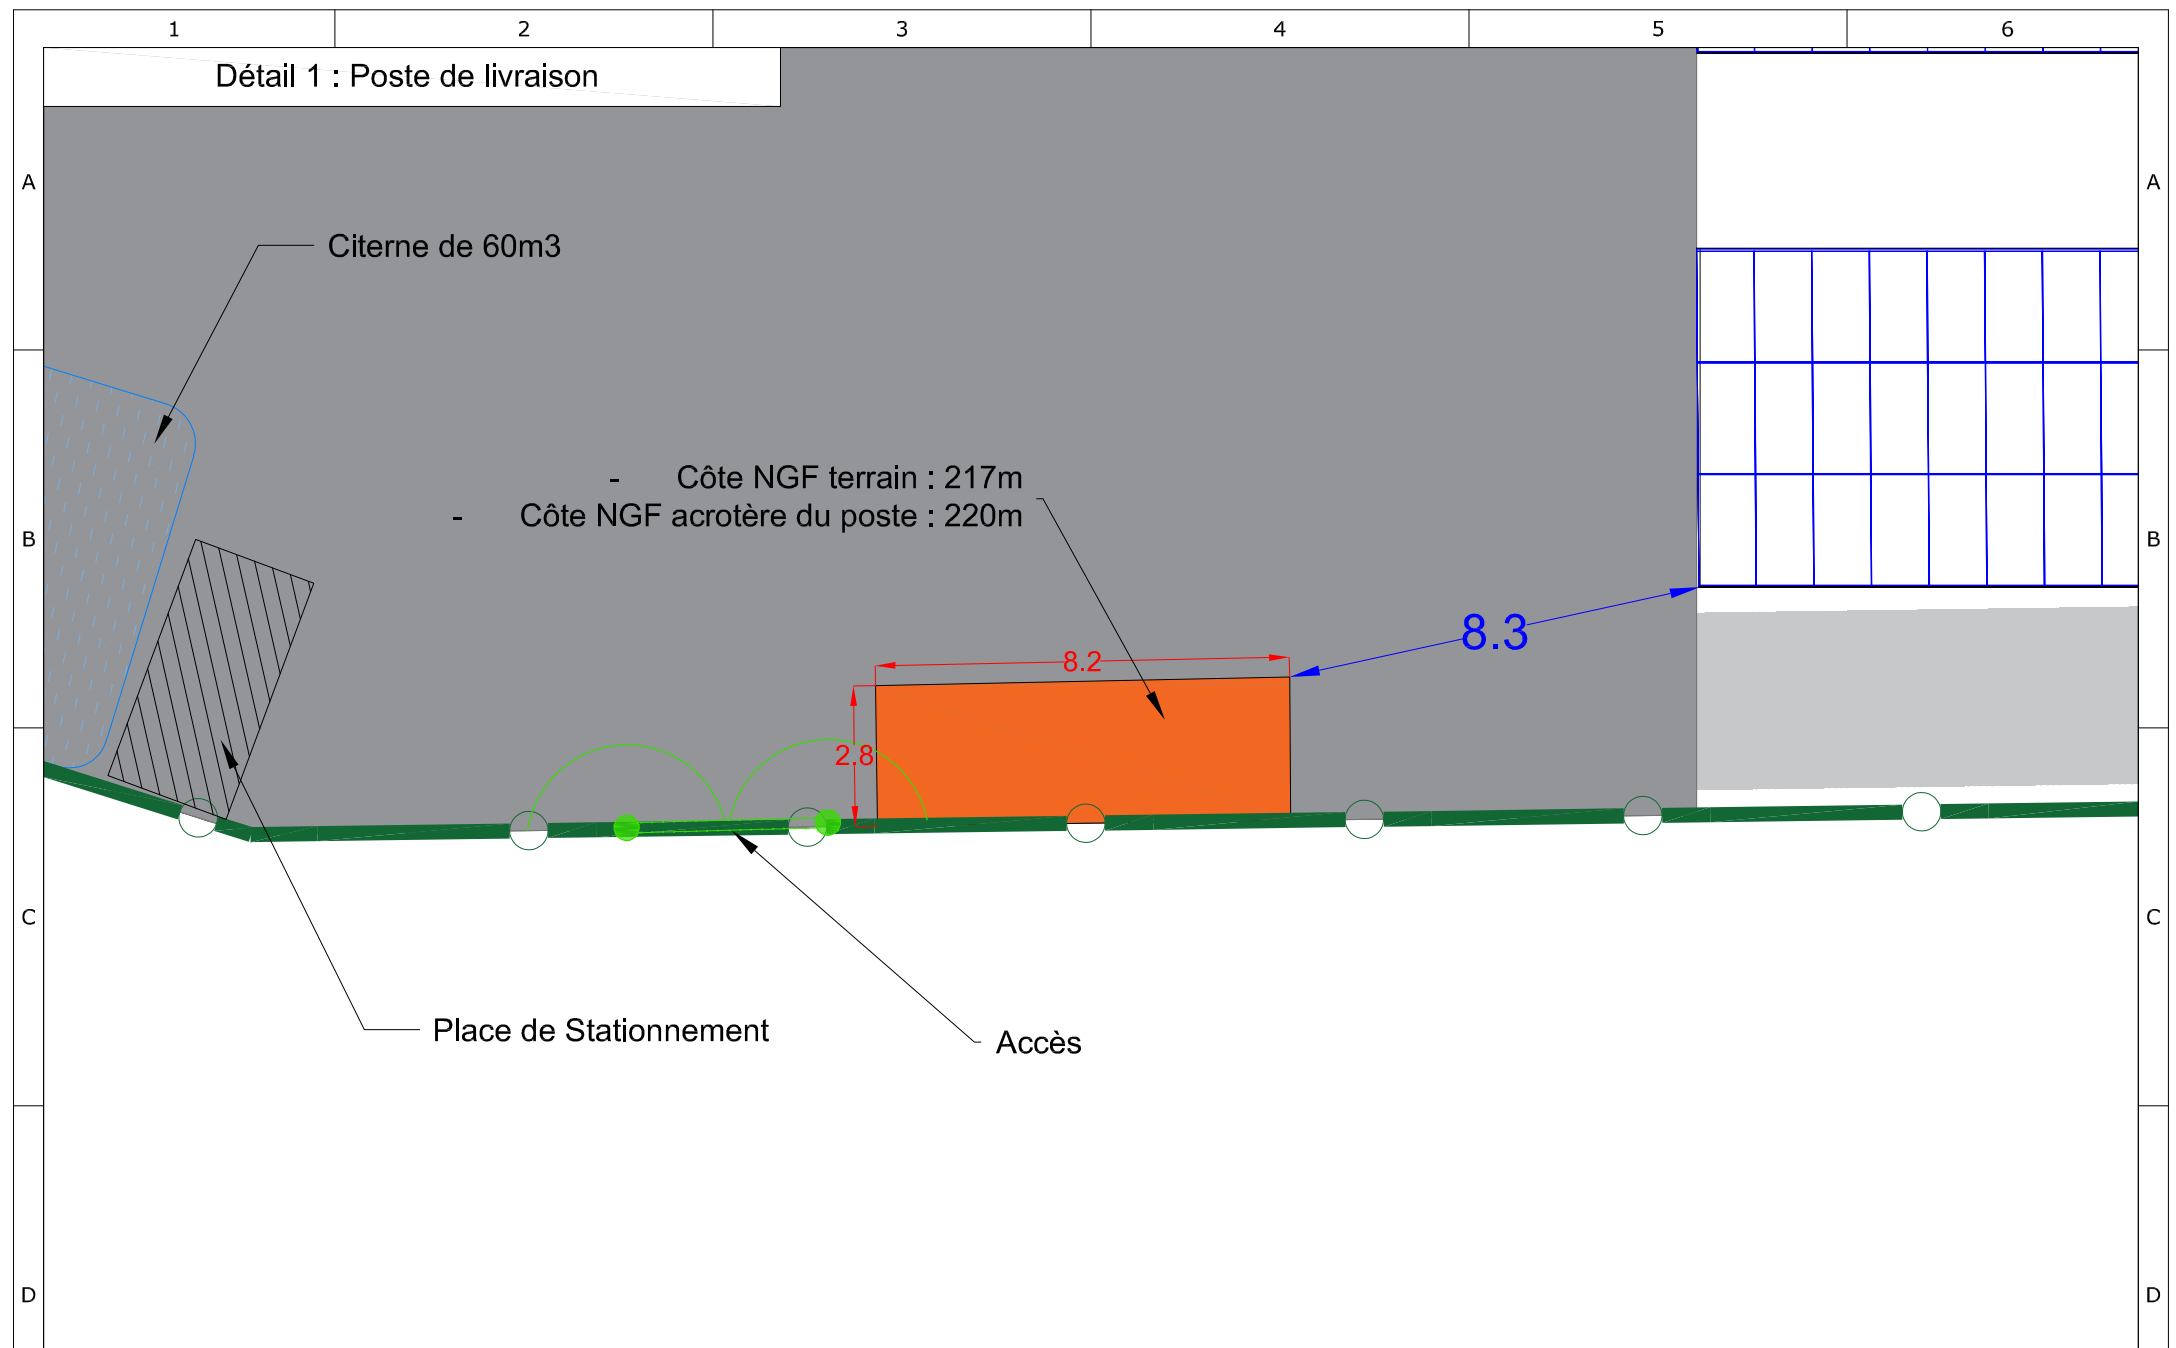 1 2 3 4 5 6
Détail 1 : Poste de livraison
A A
Citerne de 60m3
- Côte NGF terrain : 217m
- Côte NGF acrotère du poste : 220m
B B
8.3
8.2
2.8
C C
Place de Stationnement
Accès
D D